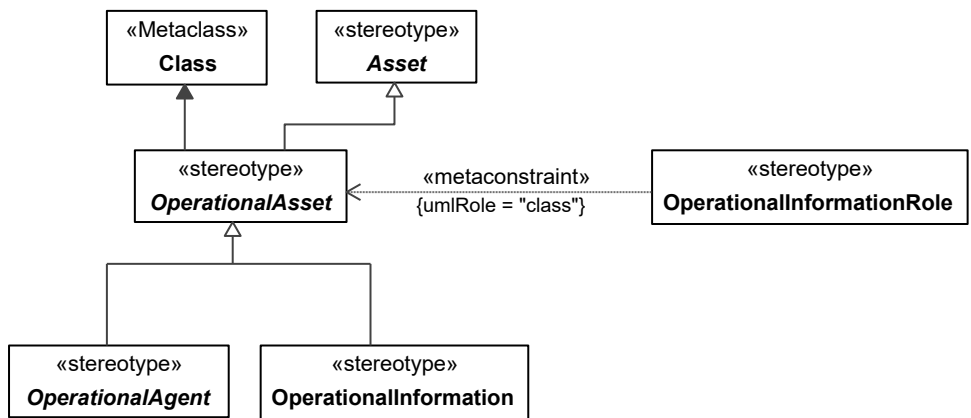 «Metaclass»
Class
«stereotype»
Asset
«stereotype»
OperationalAsset
«metaconstraint»
{umlRole = "class"}
«stereotype»
OperationalInformationRole
«stereotype»
OperationalAgent
«stereotype»
OperationalInformation